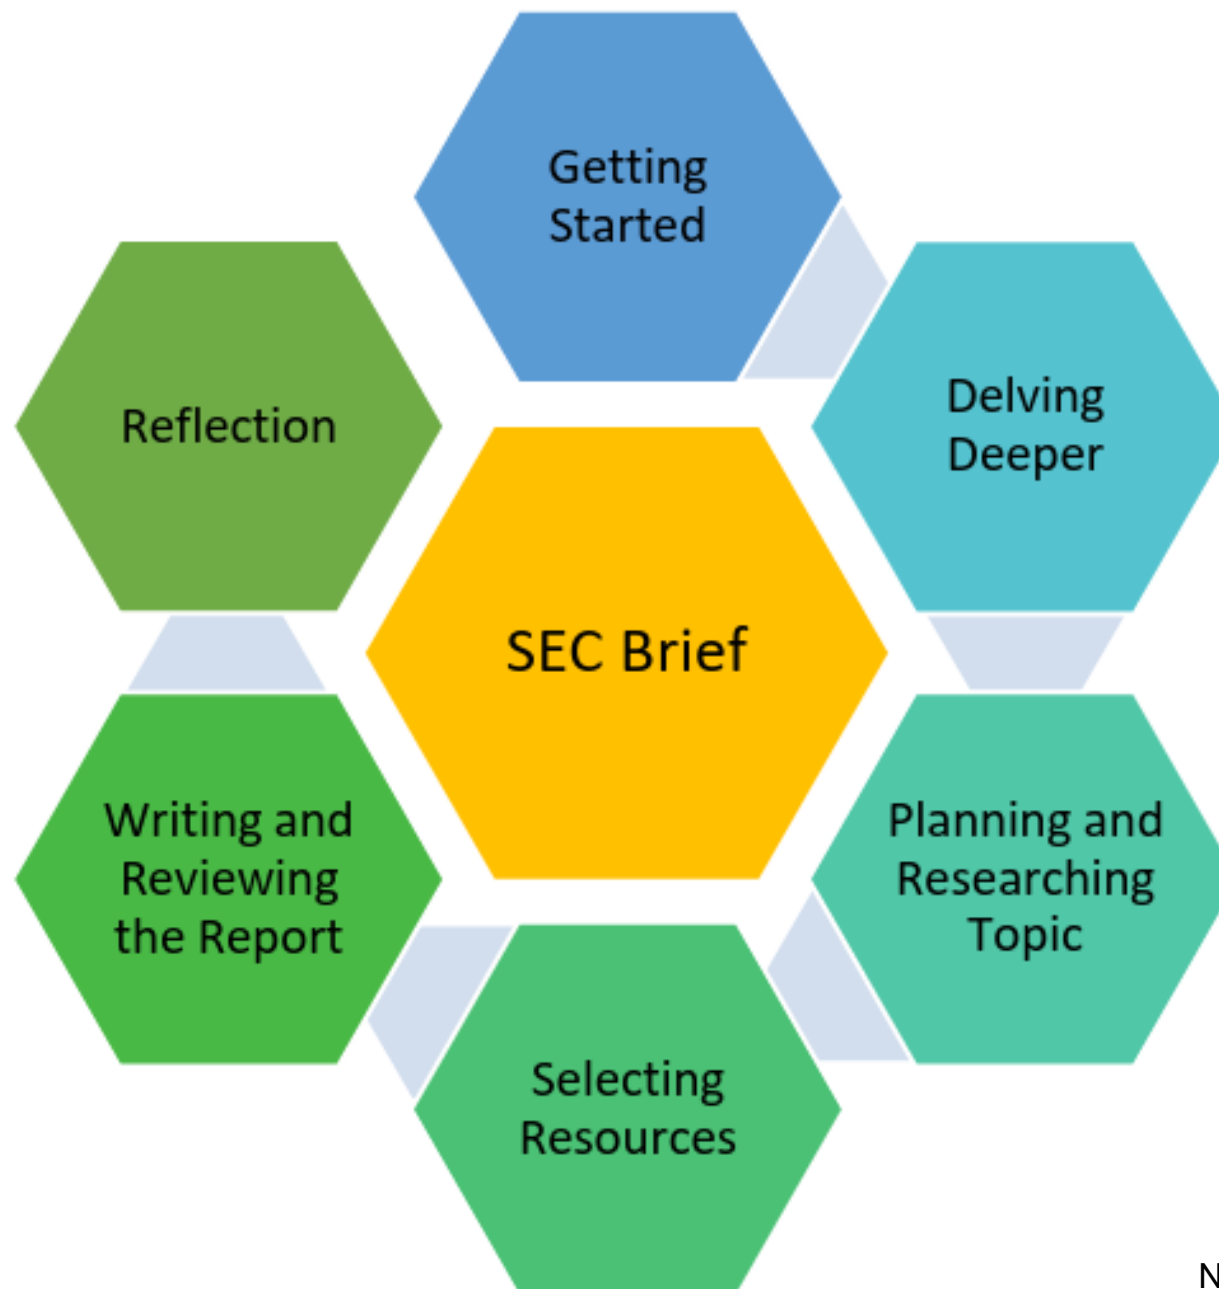 Getting
Started
Delving
Deeper
Reflection
SEC Brief
Planning and
Researching
Topic
Writing and
Reviewing
the Report
Selecting
Resources
N